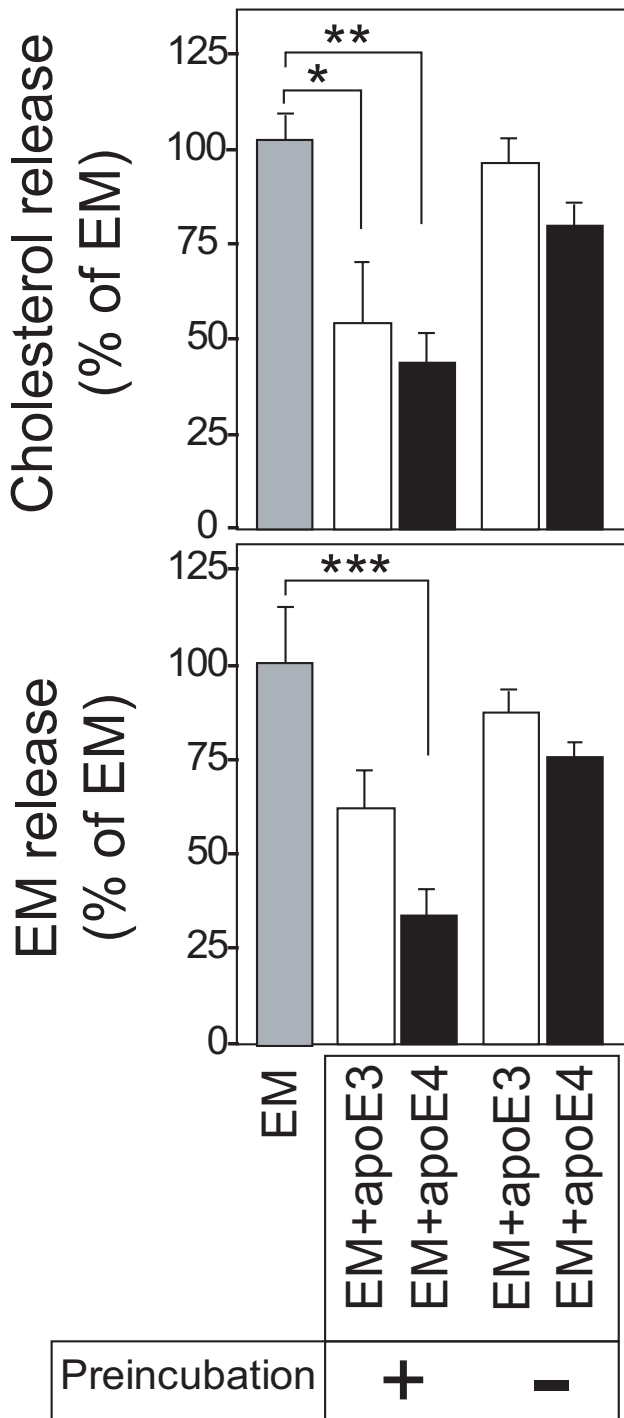 Cholesterol release
(% of EM)
125
100
75
50
25
0
**
*
EM release
(% of EM)
125
100
75
50
25
0
***
EM
EM+apoE3
EM+apoE4
EM+apoE3
EM+apoE4
Preincubation + -